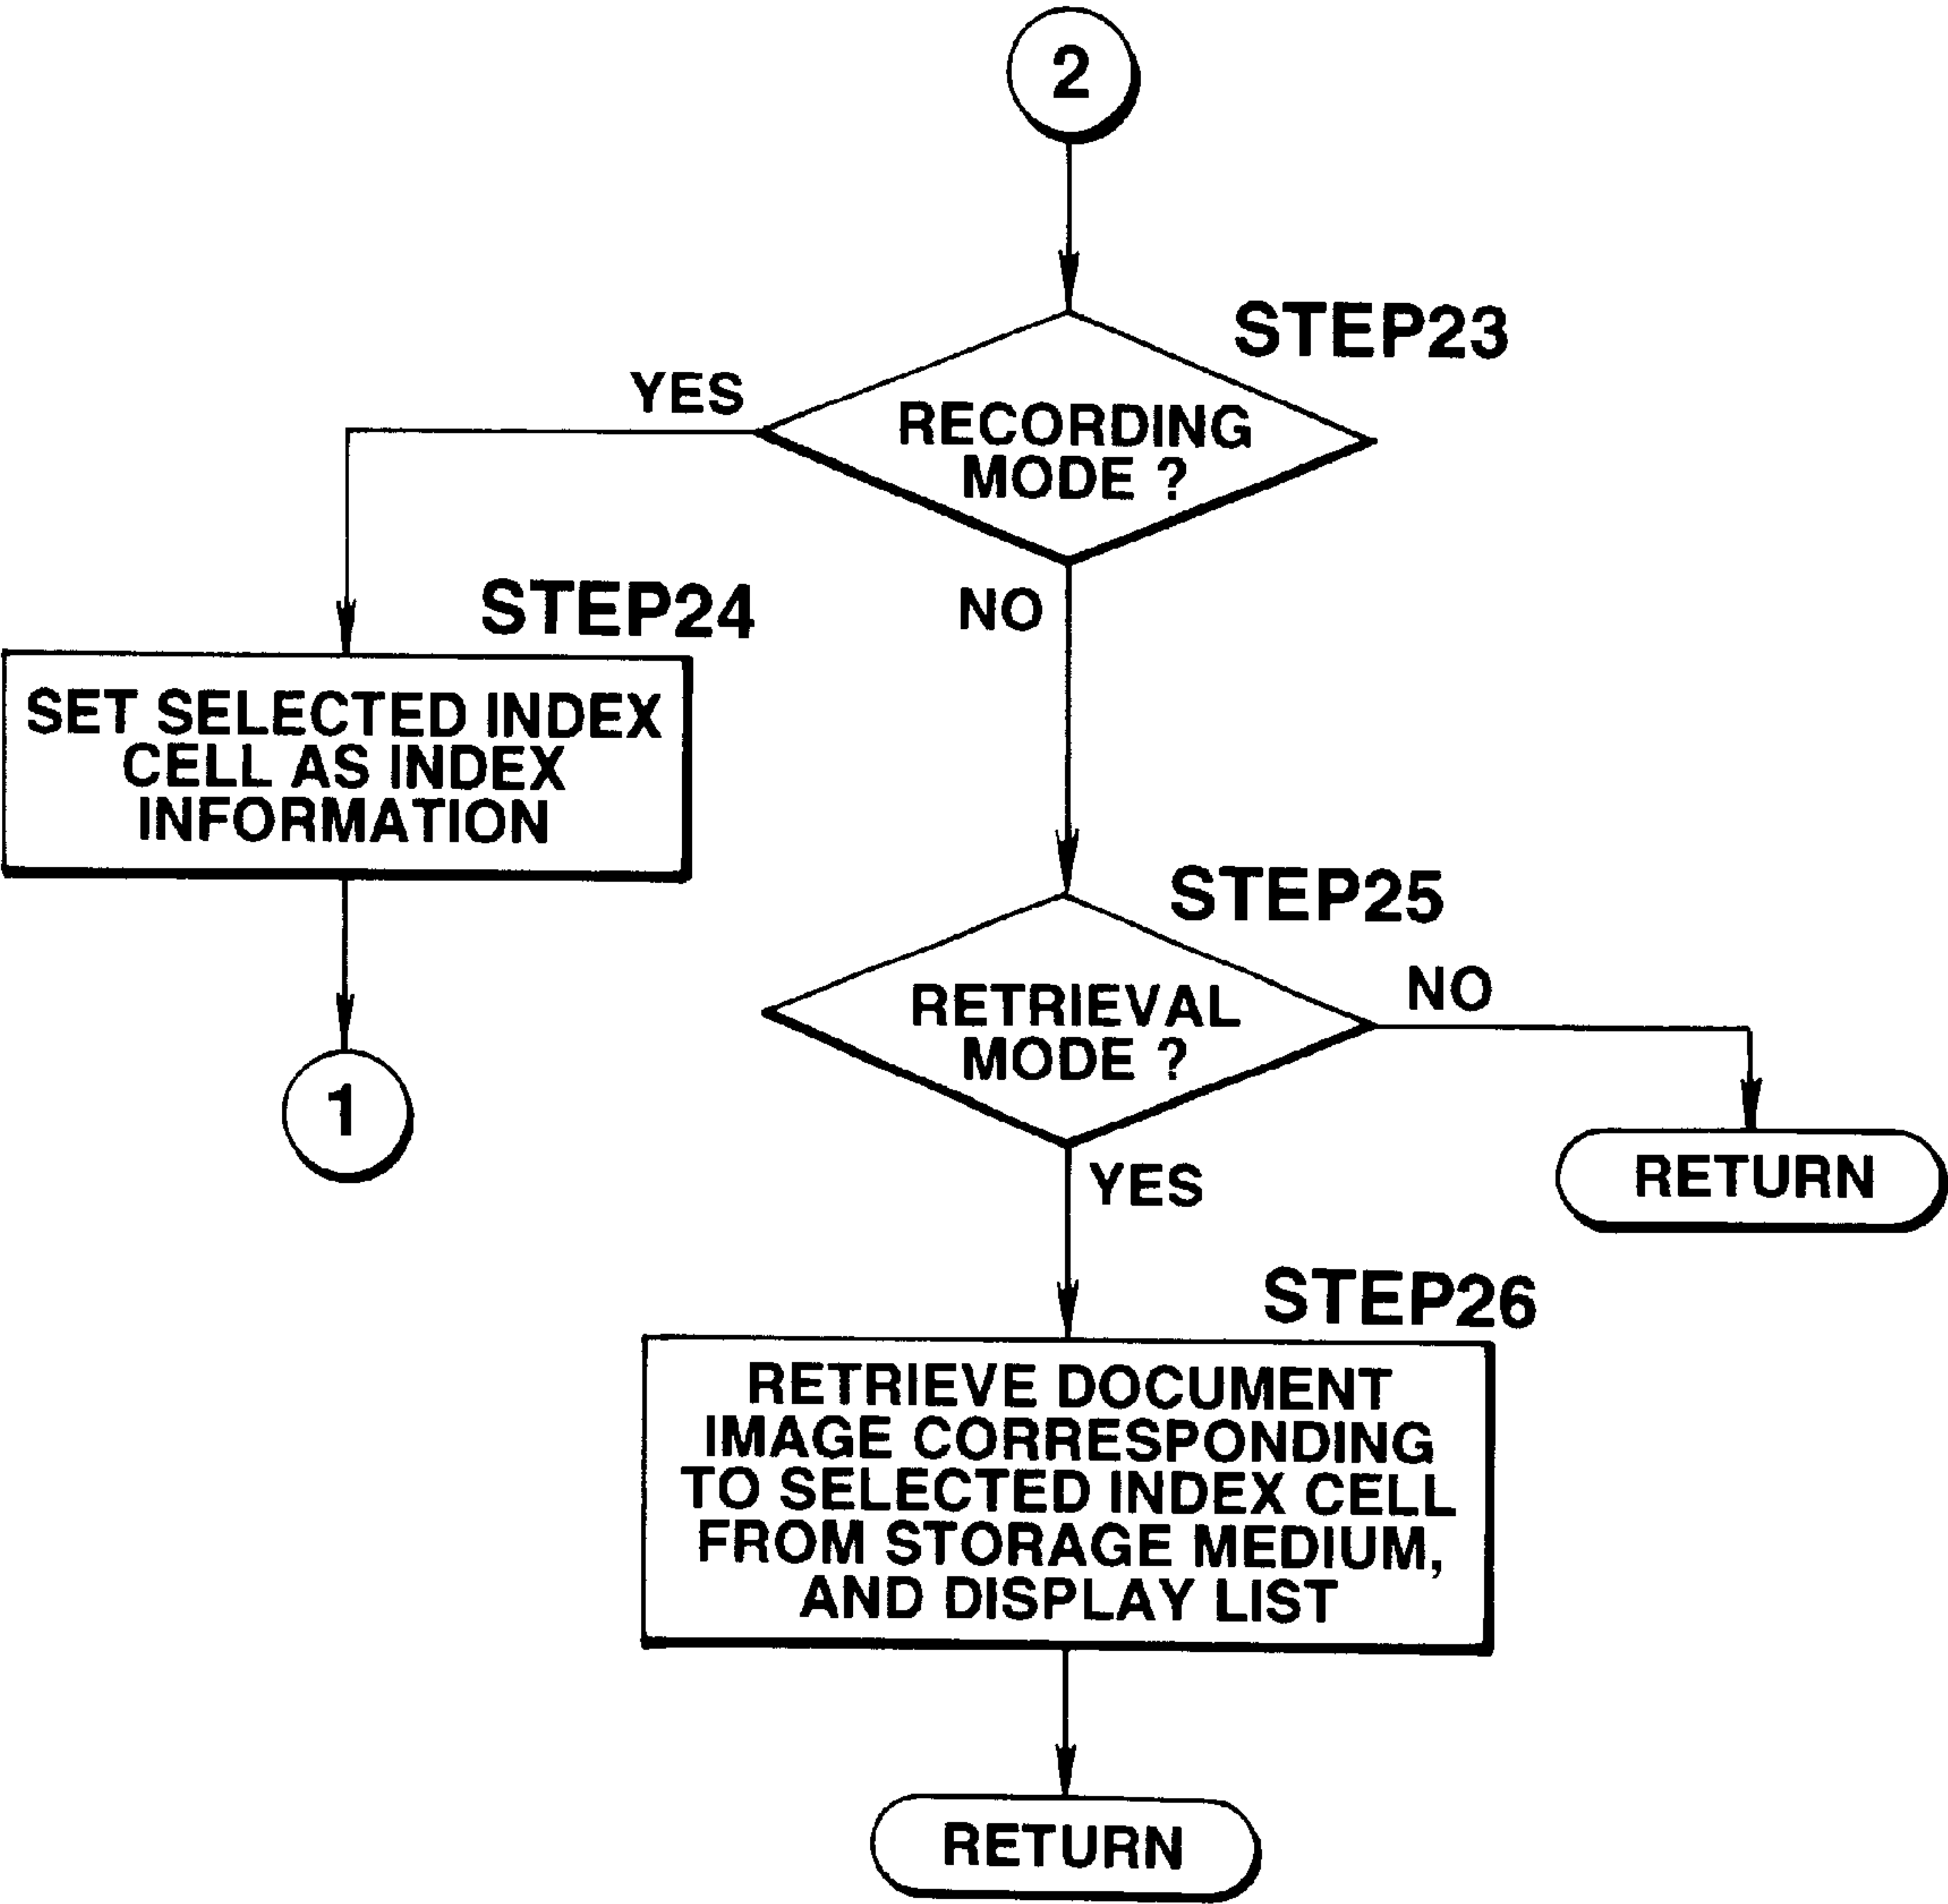 2
STEP23
YES
RECORDING
MODE ?
STEP24
NO
SET SELECTED INDEX
CELL AS INDEX
INFORMATION
STEP25
NO
RETRIEVAL
MODE ?
1
YES
RETURN
STEP26
RETRIEVE DOCUMENT
IMAGE CORRESPONDING
TO SELECTED INDEX CELL
FROM STORAGE MEDIUM,
AND DISPLAY LIST
RETURN